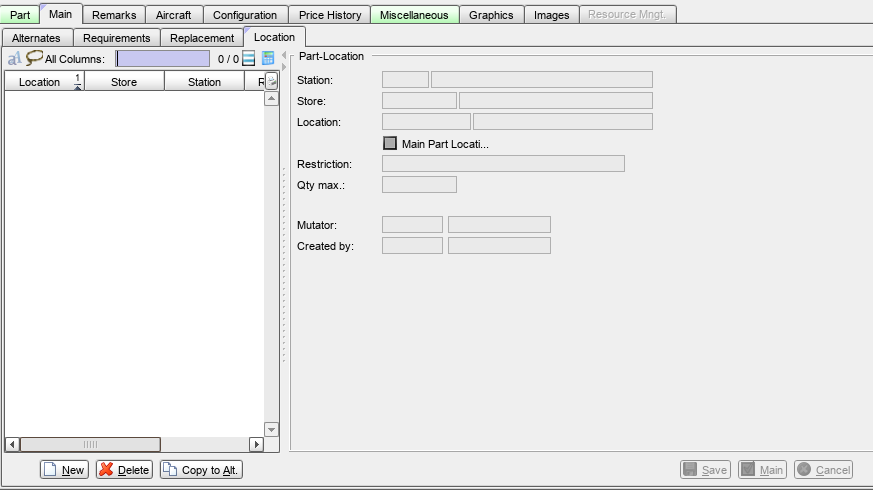 Part Main Remarks Aircraft Configuration Price History Miscellaneous Graphics Images Resource Mngt.
Alternates Requirements Replacement Location
All Columns: 0 / 0
Location 1 Store Station R
Part-Location
Station:
Store:
Location:
Main Part Locati...
Restriction:
Qty max.:
Mutator:
Created by:
New Delete Copy to Alt. Save Main Cancel